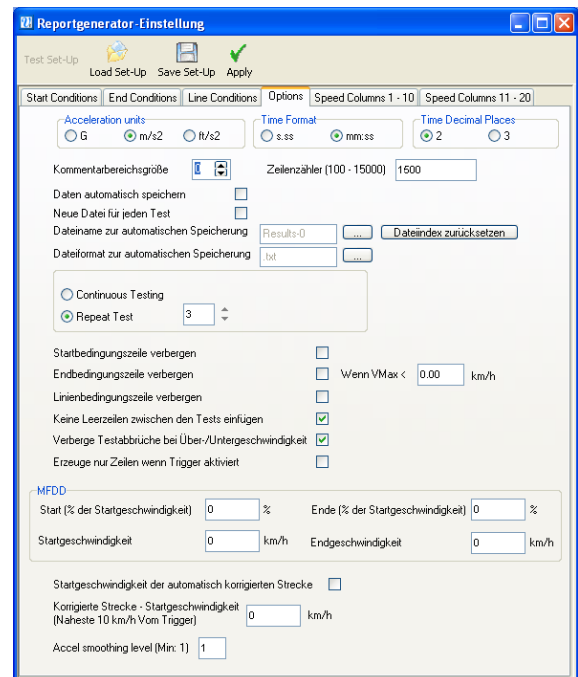 Reportgenerator-Einstellung
Test Set-Up Load Set-Up Save Set-Up Apply
Start Conditions End Conditions Line Conditions Options Speed Columns 1 - 10 Speed Columns 11 - 20
Acceleration units Time Format Time Decimal Places
G m/s2 ft/s2 s.ss mm:ss 2 3
Kommentarbereichsgröße 0 Zeilenzähler (100 - 15000) 1600
Daten automatisch speichern
Neue Datei für jeden Test
Dateiname zur automatischen Speicherung Results-0 ... Dateiindex zurücksetzen
Dateiformat zur automatischen Speicherung .txt ...
Continuous Testing
Repeat Test 3
Startbedingungszeile verbergen
Endbedingungszeile verbergen Wenn VMax < 0.00 km/h
Linienbedingungszeile verbergen
Keine Leerzeilen zwischen den Tests einfügen
Verberge Testabbrüche bei Über-/Untergeschwindigkeit
Erzeuge nur Zeilen wenn Trigger aktiviert
MFDD
Start (% der Startgeschwindigkeit) 0 % Ende (% der Startgeschwindigkeit) 0 %
Startgeschwindigkeit 0 km/h Endgeschwindigkeit 0 km/h
Startgeschwindigkeit der automatisch korrigierten Strecke
Korrigierte Strecke - Startgeschwindigkeit
(Naheste 10 km/h Vom Trigger) 0 km/h
Accel smoothing level (Min: 1) 1